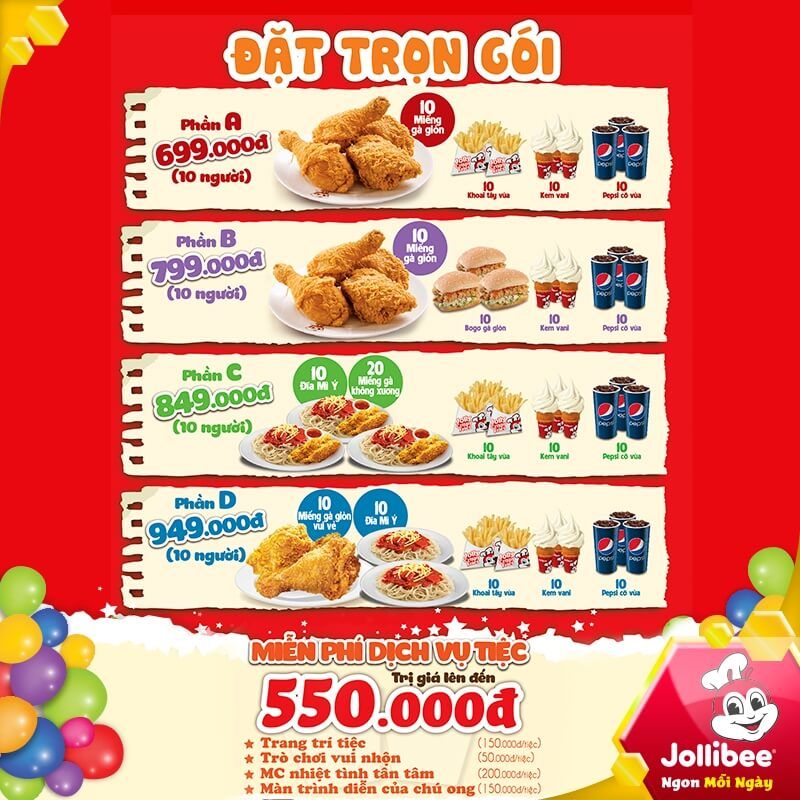 ĐẶT TRỌN GÓI
Phần A
699.000đ
(10 người)
10
Miếng
gà giòn
10
Khoai tây vừa
10
Kem vani
10
Pepsi cỡ vừa
Phần B
799.000đ
(10 người)
10
Miếng
gà giòn
10
Bogo gà giòn
10
Kem vani
10
Pepsi cỡ vừa
Phần C
849.000đ
(10 người)
10
Đĩa Mì Ý
20
Miếng gà
không xương
10
Khoai tây vừa
10
Kem vani
10
Pepsi cỡ vừa
Phần D
949.000đ
(10 người)
10
Miếng gà giòn
vui vẻ
10
Đĩa Mì Ý
10
Khoai tây vừa
10
Kem vani
10
Pepsi cỡ vừa
MIỄN PHÍ DỊCH VỤ TIỆC
Trị giá lên đến
550.000đ
★ Trang trí tiệc (150.000đ/tiệc)
★ Trò chơi vui nhộn (50.000đ/tiệc)
★ MC nhiệt tình tận tâm (200.000đ/tiệc)
★ Màn trình diễn của chú ong (150.000đ/tiệc)
Jollibee
Ngon Mỗi Ngày